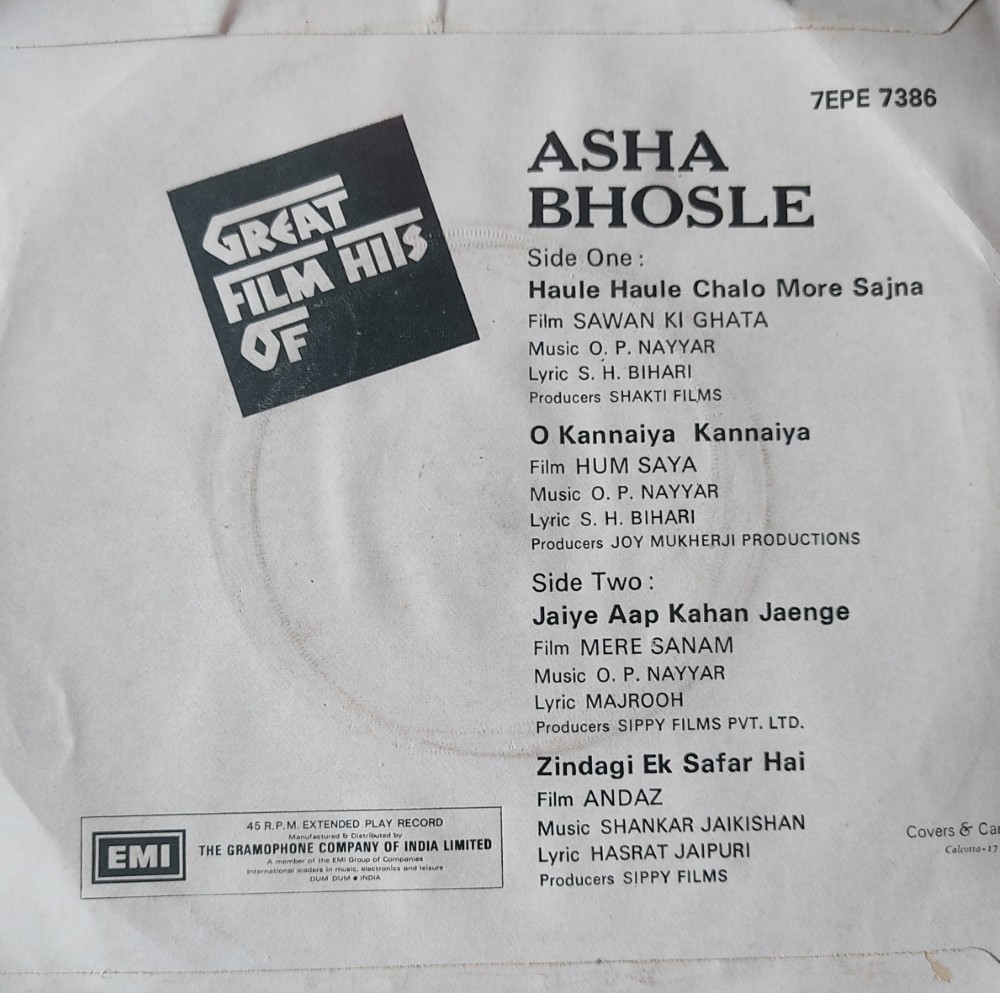 7EPE 7386
GREAT
FILM HITS
OF
ASHA
BHOSLE
Side One :
Haule Haule Chalo More Sajna
Film SAWAN KI GHATA
Music O. P. NAYYAR
Lyric S. H. BIHARI
Producers SHAKTI FILMS
O Kannaiya Kannaiya
Film HUM SAYA
Music O. P. NAYYAR
Lyric S. H. BIHARI
Producers JOY MUKHERJI PRODUCTIONS
Side Two :
Jaiye Aap Kahan Jaenge
Film MERE SANAM
Music O. P. NAYYAR
Lyric MAJROOH
Producers SIPPY FILMS PVT. LTD.
Zindagi Ek Safar Hai
Film ANDAZ
Music SHANKAR JAIKISHAN
Lyric HASRAT JAIPURI
Producers SIPPY FILMS
EMI
45 R.P.M. EXTENDED PLAY RECORD
Manufactured & Distributed by
THE GRAMOPHONE COMPANY OF INDIA LIMITED
A member of the EMI Group of Companies
International leaders in music, electronics and leisure
DUM DUM ● INDIA
Covers & Ca
Calcutta-17